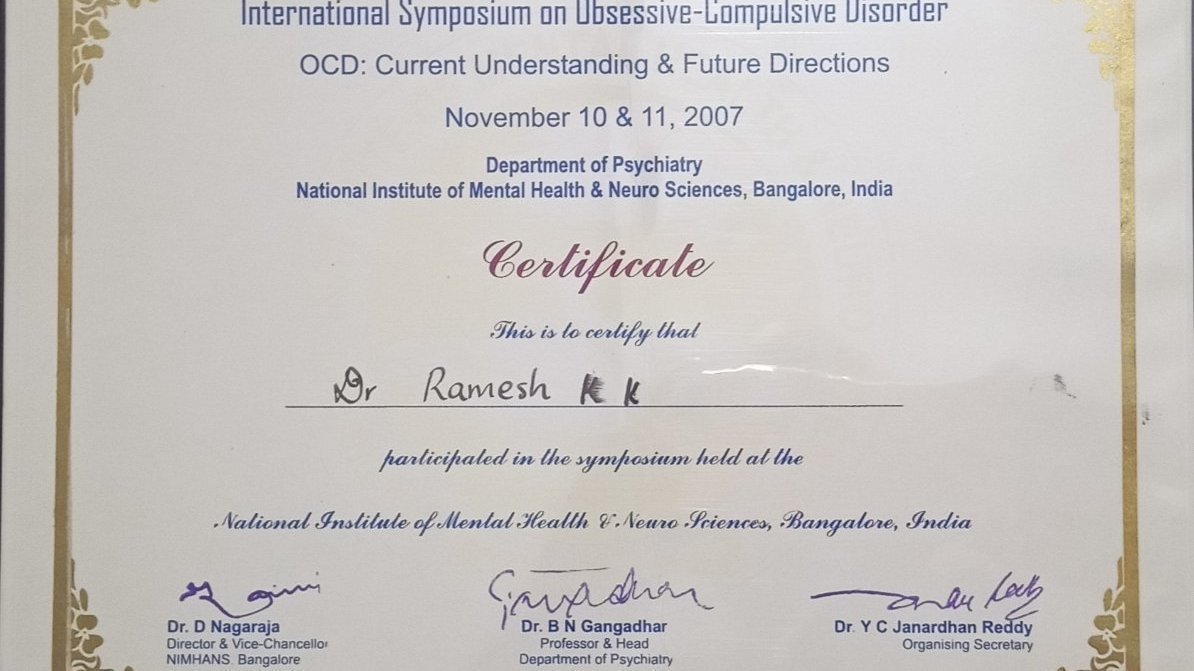 International Symposium on Obsessive-Compulsive Disorder
OCD: Current Understanding & Future Directions
November 10 & 11, 2007
Department of Psychiatry
National Institute of Mental Health & Neuro Sciences, Bangalore, India
Certificate
This is to certify that
Dr Ramesh K K
participated in the symposium held at the
National Institute of Mental Health & Neuro Sciences, Bangalore, India
Dr. D Nagaraja
Director & Vice-Chancellor
NIMHANS, Bangalore
Dr. B N Gangadhar
Professor & Head
Department of Psychiatry
Dr. Y C Janardhan Reddy
Organising Secretary